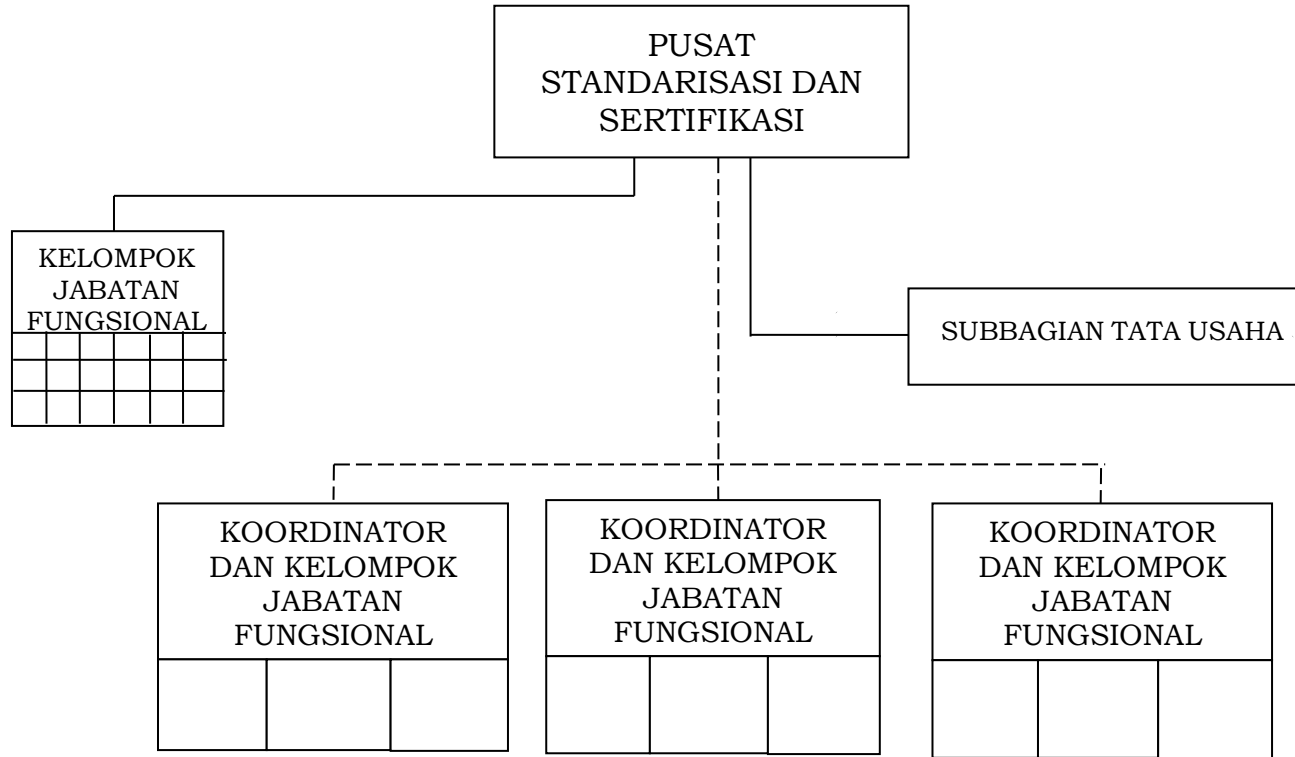 PUSAT
STANDARISASI DAN
SERTIFIKASI
KELOMPOK
JABATAN
FUNGSIONAL
SUBBAGIAN TATA USAHA
KOORDINATOR
DAN KELOMPOK
JABATAN
FUNGSIONAL
KOORDINATOR
DAN KELOMPOK
JABATAN
FUNGSIONAL
KOORDINATOR
DAN KELOMPOK
JABATAN
FUNGSIONAL